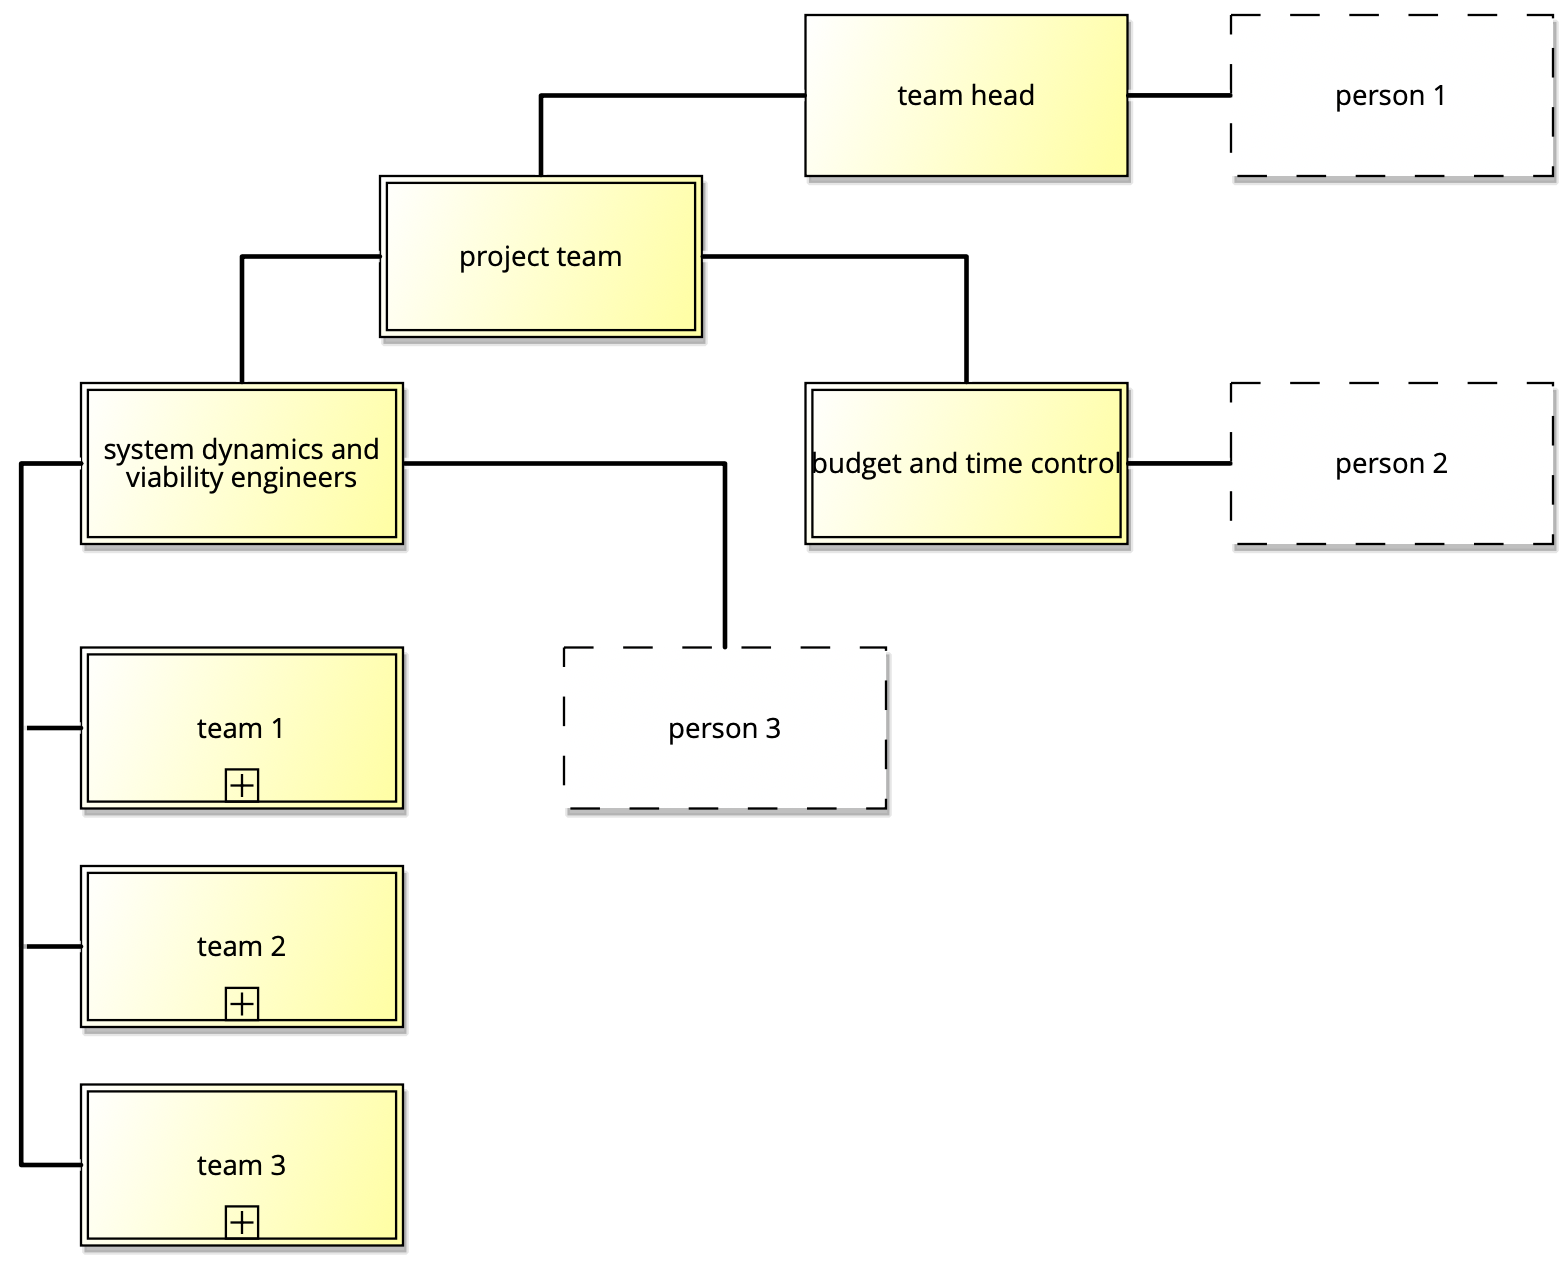 team head
person 1
project team
system dynamics and
viability engineers
budget and time control
person 2
team 1
person 3
team 2
team 3